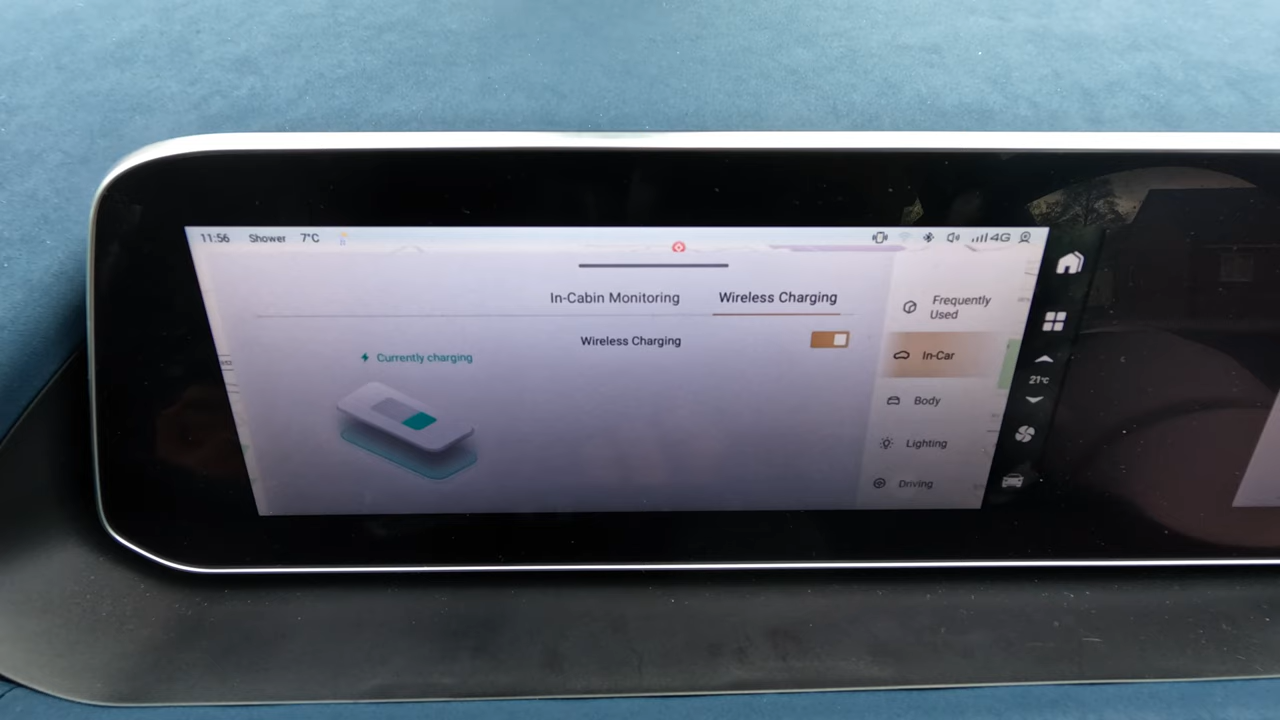 11:56 Shower 7°C 4G
In-Cabin Monitoring Wireless Charging
Wireless Charging
Currently charging
Frequently
Used
In-Car
Body
Lighting
Driving
21°C